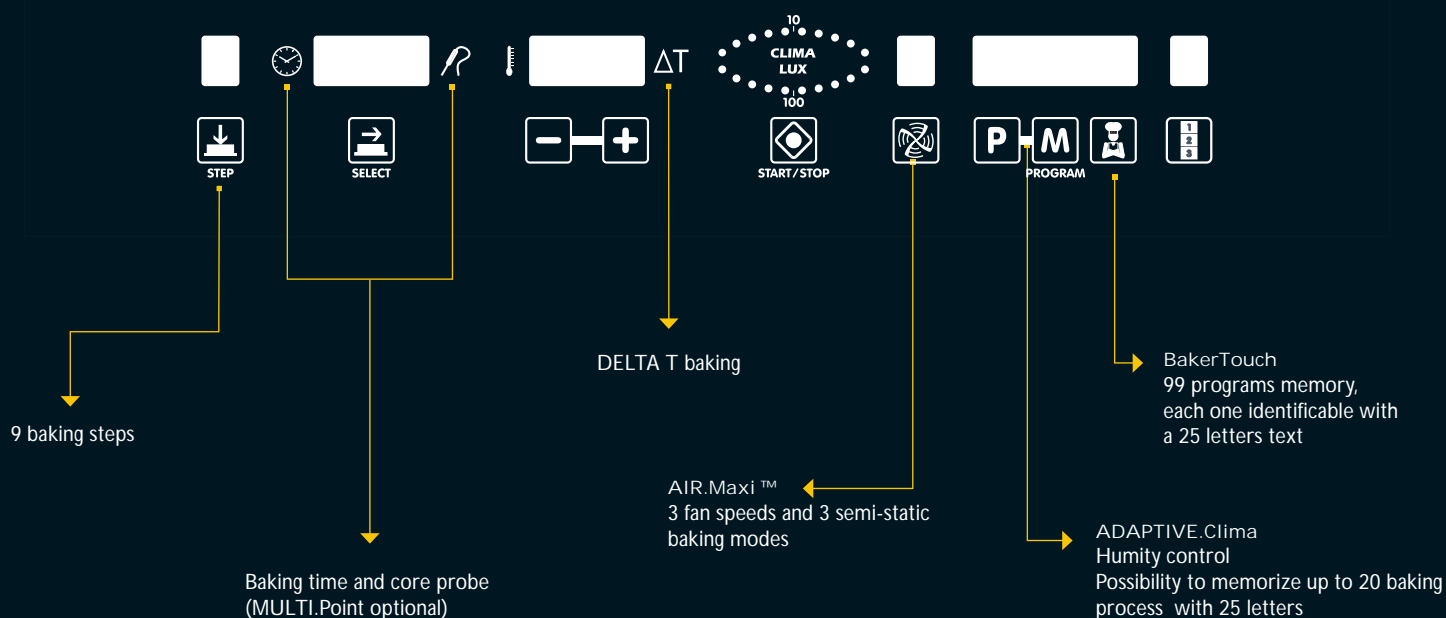 10
CLIMA
LUX
100
ΔT
STEP
SELECT
START/STOP
P M
PROGRAM
1
2
3
DELTA T baking
BakerTouch
99 programs memory,
each one identificable with
a 25 letters text
9 baking steps
AIR.Maxi™
3 fan speeds and 3 semi-static
baking modes
ADAPTIVE.Clima
Humity control
Possibility to memorize up to 20 baking
process with 25 letters
Baking time and core probe
(MULTI.Point optional)